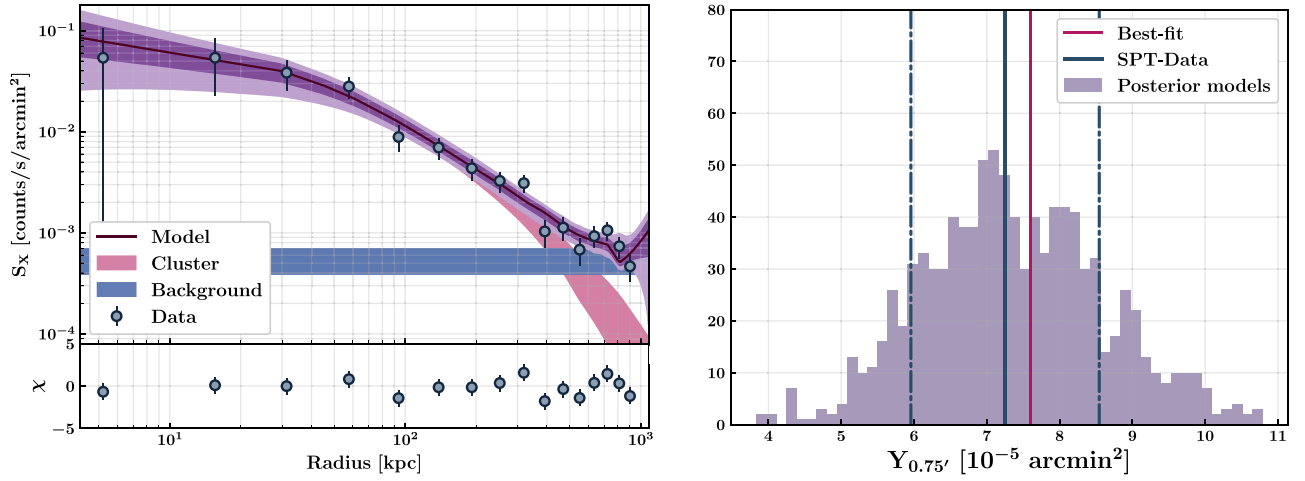 10⁻¹
10⁻²
10⁻³
10⁻⁴
S_X [counts/s/arcmin²]
Model
Cluster
Background
Data
5
0
−5
χ
10¹
10²
10³
Radius [kpc]
80
70
60
50
40
30
20
10
0
Best-fit
SPT-Data
Posterior models
4 5 6 7 8 9 10 11
Y_{0.75′} [10⁻⁵ arcmin²]